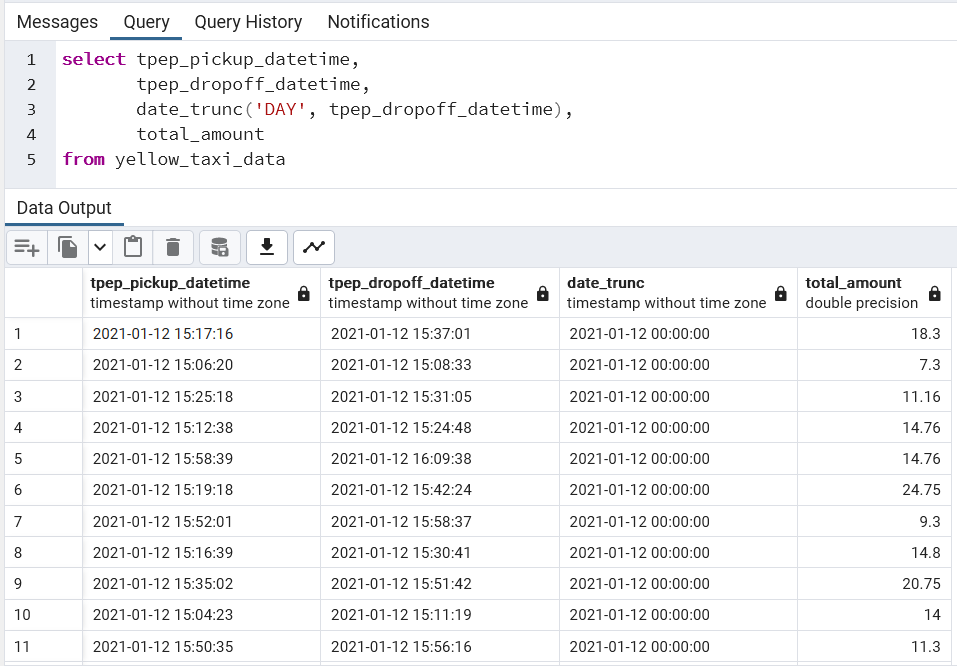 Messages Query Query History Notifications
1 select tpep_pickup_datetime,
2 tpep_dropoff_datetime,
3 date_trunc('DAY', tpep_dropoff_datetime),
4 total_amount
5 from yellow_taxi_data
Data Output
tpep_pickup_datetime tpep_dropoff_datetime date_trunc total_amount
timestamp without time zone timestamp without time zone timestamp without time zone double precision
1 2021-01-12 15:17:16 2021-01-12 15:37:01 2021-01-12 00:00:00 18.3
2 2021-01-12 15:06:20 2021-01-12 15:08:33 2021-01-12 00:00:00 7.3
3 2021-01-12 15:25:18 2021-01-12 15:31:05 2021-01-12 00:00:00 11.16
4 2021-01-12 15:12:38 2021-01-12 15:24:48 2021-01-12 00:00:00 14.76
5 2021-01-12 15:58:39 2021-01-12 16:09:38 2021-01-12 00:00:00 14.76
6 2021-01-12 15:19:18 2021-01-12 15:42:24 2021-01-12 00:00:00 24.75
7 2021-01-12 15:52:01 2021-01-12 15:58:37 2021-01-12 00:00:00 9.3
8 2021-01-12 15:16:39 2021-01-12 15:30:41 2021-01-12 00:00:00 14.8
9 2021-01-12 15:35:02 2021-01-12 15:51:42 2021-01-12 00:00:00 20.75
10 2021-01-12 15:04:23 2021-01-12 15:11:19 2021-01-12 00:00:00 14
11 2021-01-12 15:50:35 2021-01-12 15:56:16 2021-01-12 00:00:00 11.3